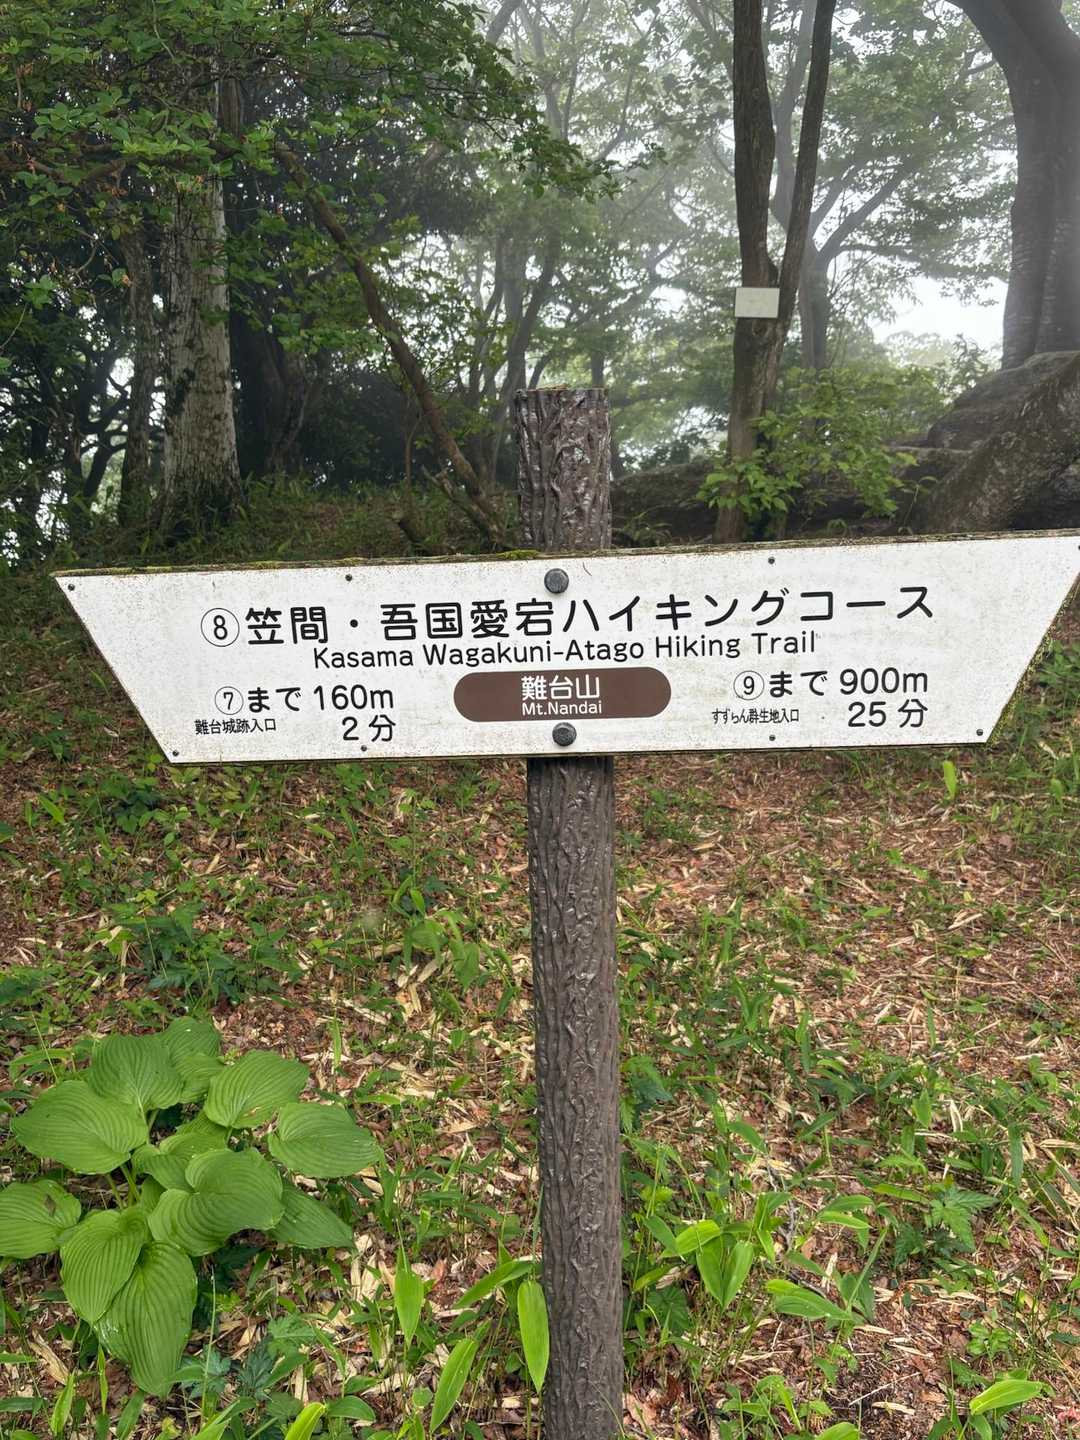 ⑧笠間・吾国愛宕ハイキングコース
Kasama Wagakuni-Atago Hiking Trail
⑦まで 160m
難台城跡入口
2分
難台山
Mt.Nandai
⑨まで 900m
すずらん群生地入口
25分